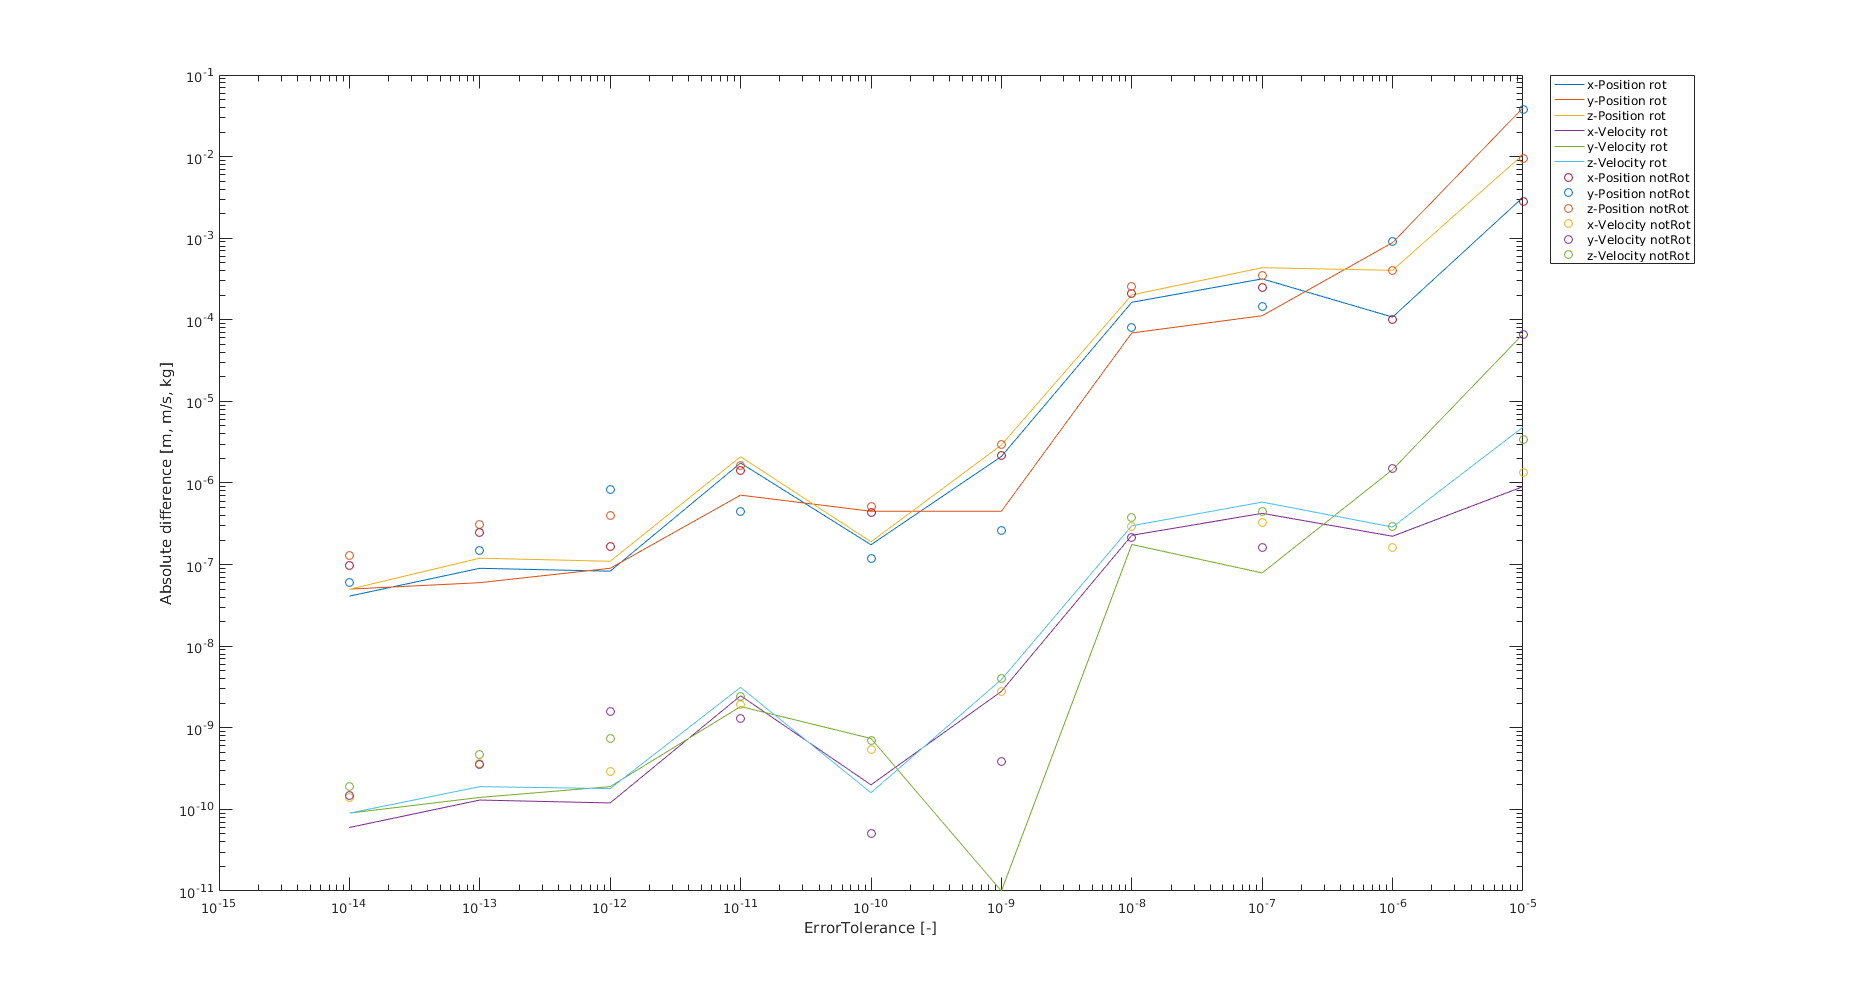 10-1
10-2
10-3
10-4
10-5
10-6
10-7
10-8
10-9
10-10
10-11
Absolute difference [m, m/s, kg]
10-15 10-14 10-13 10-12 10-11 10-10 10-9 10-8 10-7 10-6 10-5
ErrorTolerance [-]
x-Position rot
y-Position rot
z-Position rot
x-Velocity rot
y-Velocity rot
z-Velocity rot
x-Position notRot
y-Position notRot
z-Position notRot
x-Velocity notRot
y-Velocity notRot
z-Velocity notRot